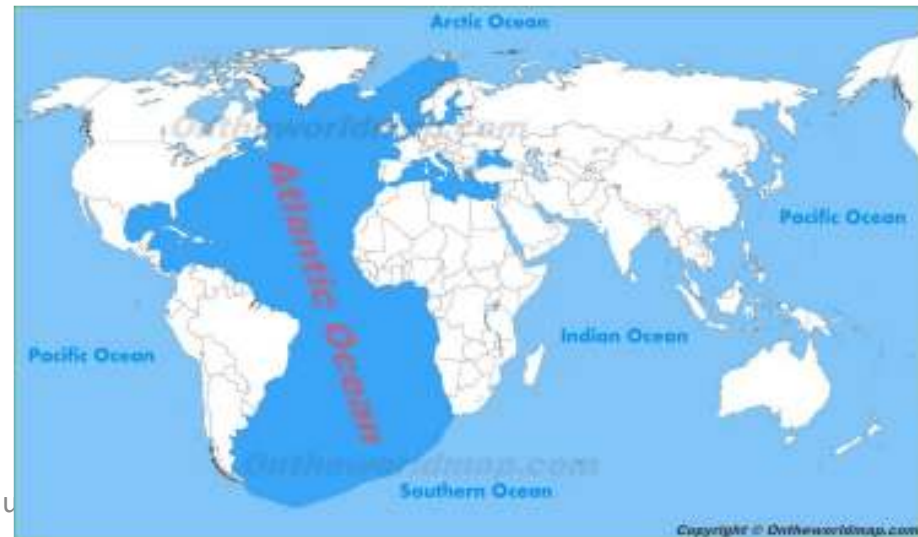 Arctic Ocean
Ontheworldmap.com
Atlantic Ocean
Pacific Ocean
Indian Ocean
Pacific Ocean
Ontheworldmap.com
Southern Ocean
u
Copyright © Ontheworldmap.com